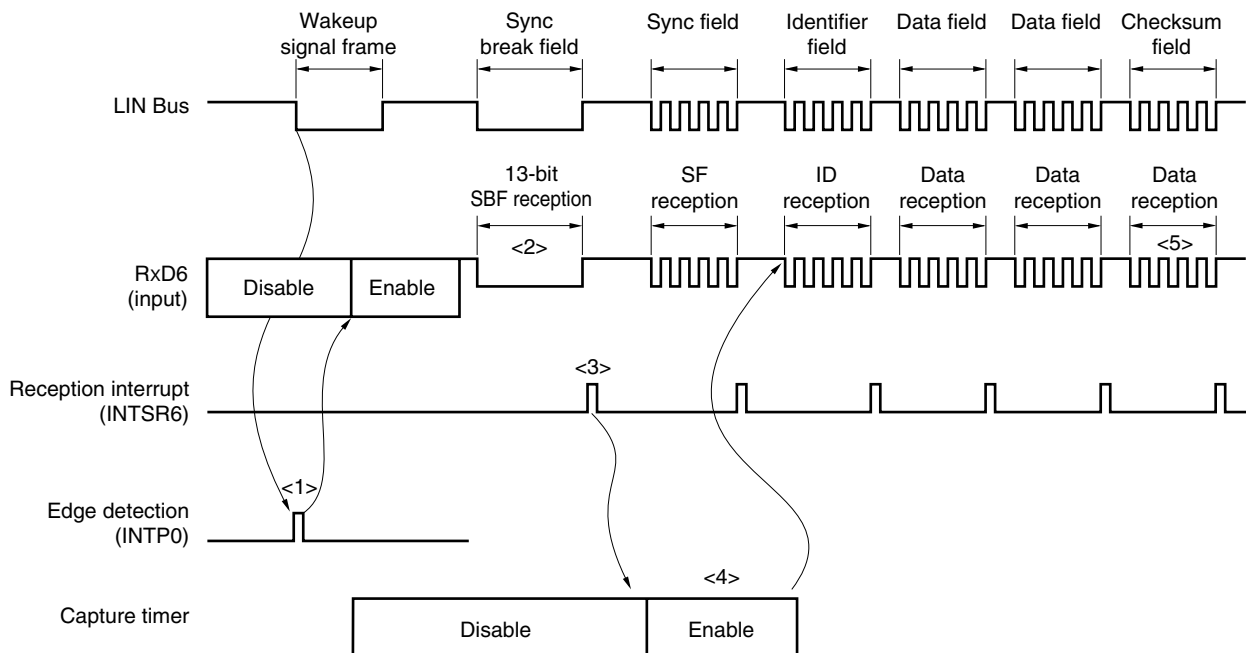 Wakeup
signal frame
Sync
break field
Sync field
Identifier
field
Data field
Data field
Checksum
field
LIN Bus
13-bit
SBF reception
SF
reception
ID
reception
Data
reception
Data
reception
Data
reception
<2>
<5>
RxD6
(input)
Disable
Enable
Reception interrupt
(INTSR6)
<3>
Edge detection
(INTP0)
<1>
Capture timer
Disable
Enable
<4>